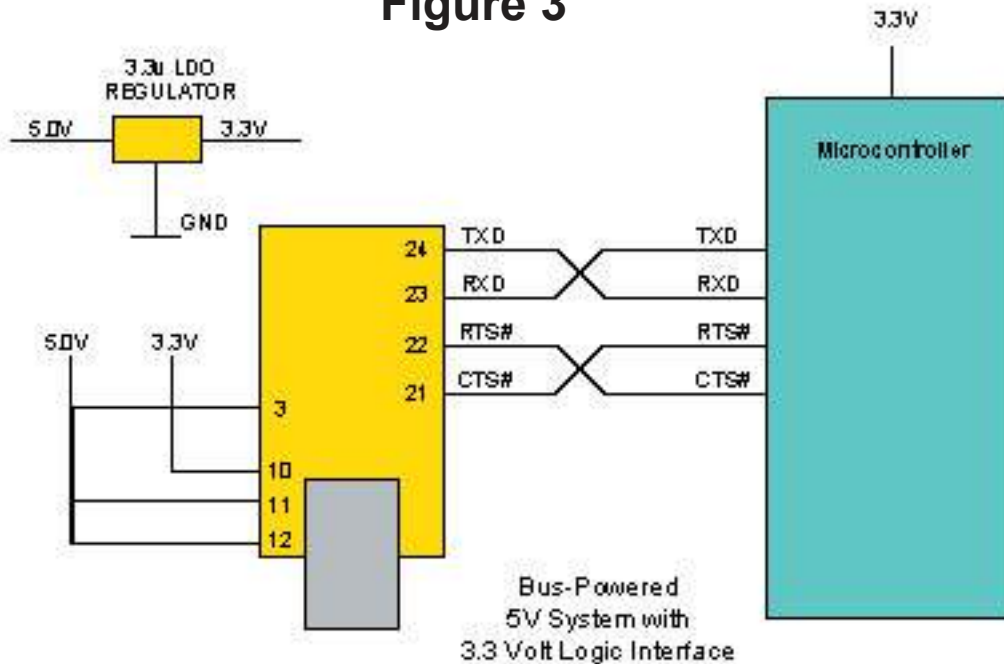 Figure 3
3.3V
3.3u LDO
REGULATOR
5.0V
3.3V
GND
Microcontroller
24
TXD
TXD
23
RXD
RXD
22
RTS#
RTS#
21
CTS#
CTS#
5.0V
3.3V
3
10
11
12
Bus-Powered
5V System with
3.3 Volt Logic Interface